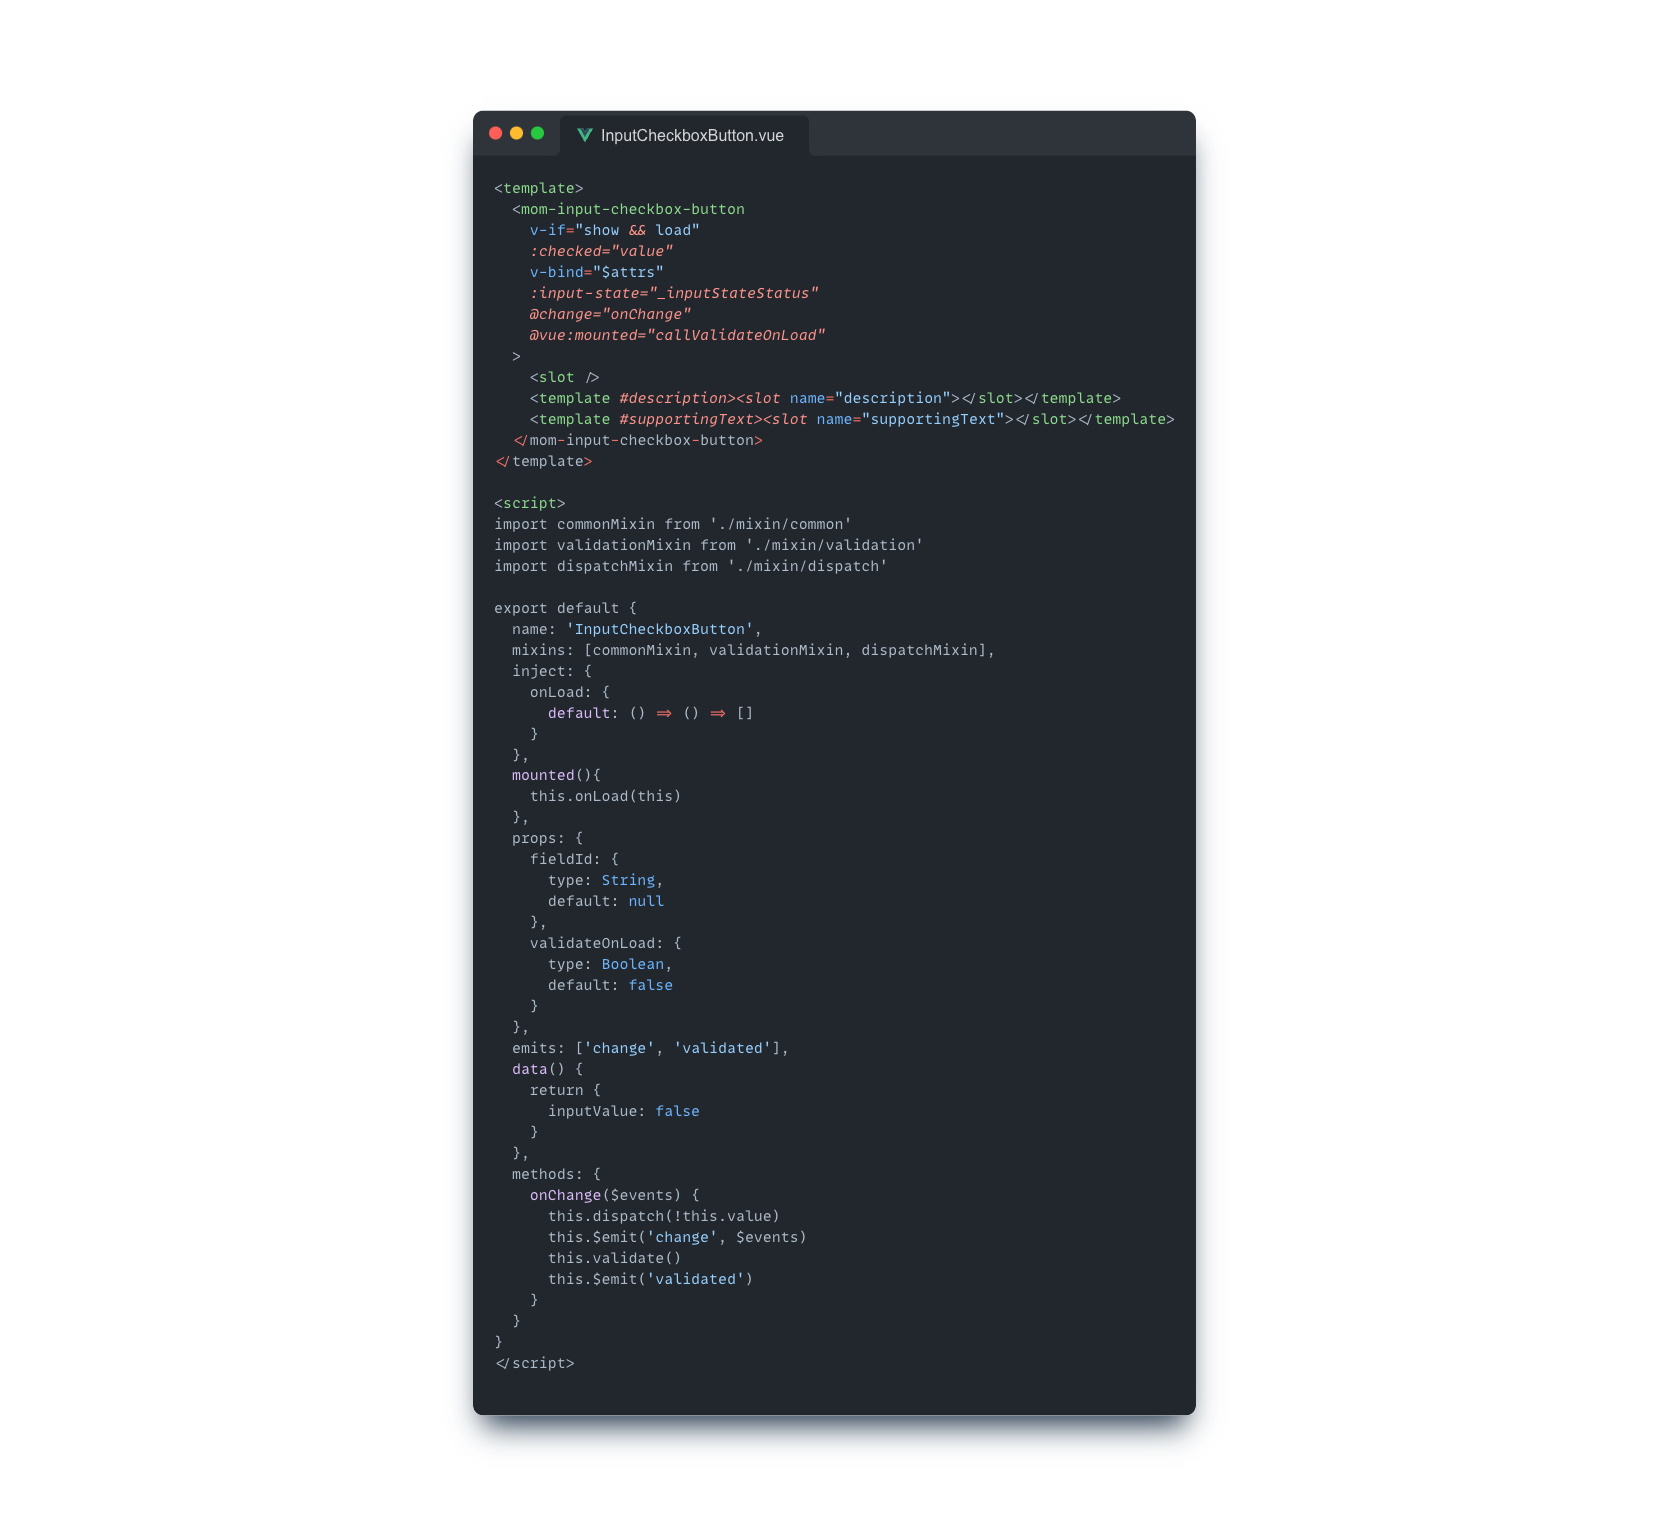 InputCheckboxButton.vue
<template>
  <mom-input-checkbox-button
    v-if="show && load"
    :checked="value"
    v-bind="$attrs"
    :input-state="_inputStateStatus"
    @change="onChange"
    @vue:mounted="callValidateOnLoad"
  >
    <slot />
    <template #description><slot name="description"></slot></template>
    <template #supportingText><slot name="supportingText"></slot></template>
  </mom-input-checkbox-button>
</template>

<script>
import commonMixin from './mixin/common'
import validationMixin from './mixin/validation'
import dispatchMixin from './mixin/dispatch'

export default {
  name: 'InputCheckboxButton',
  mixins: [commonMixin, validationMixin, dispatchMixin],
  inject: {
    onLoad: {
      default: () => () => []
    }
  },
  mounted(){
    this.onLoad(this)
  },
  props: {
    fieldId: {
      type: String,
      default: null
    },
    validateOnLoad: {
      type: Boolean,
      default: false
    }
  },
  emits: ['change', 'validated'],
  data() {
    return {
      inputValue: false
    }
  },
  methods: {
    onChange($events) {
      this.dispatch(!this.value)
      this.$emit('change', $events)
      this.validate()
      this.$emit('validated')
    }
  }
}
</script>